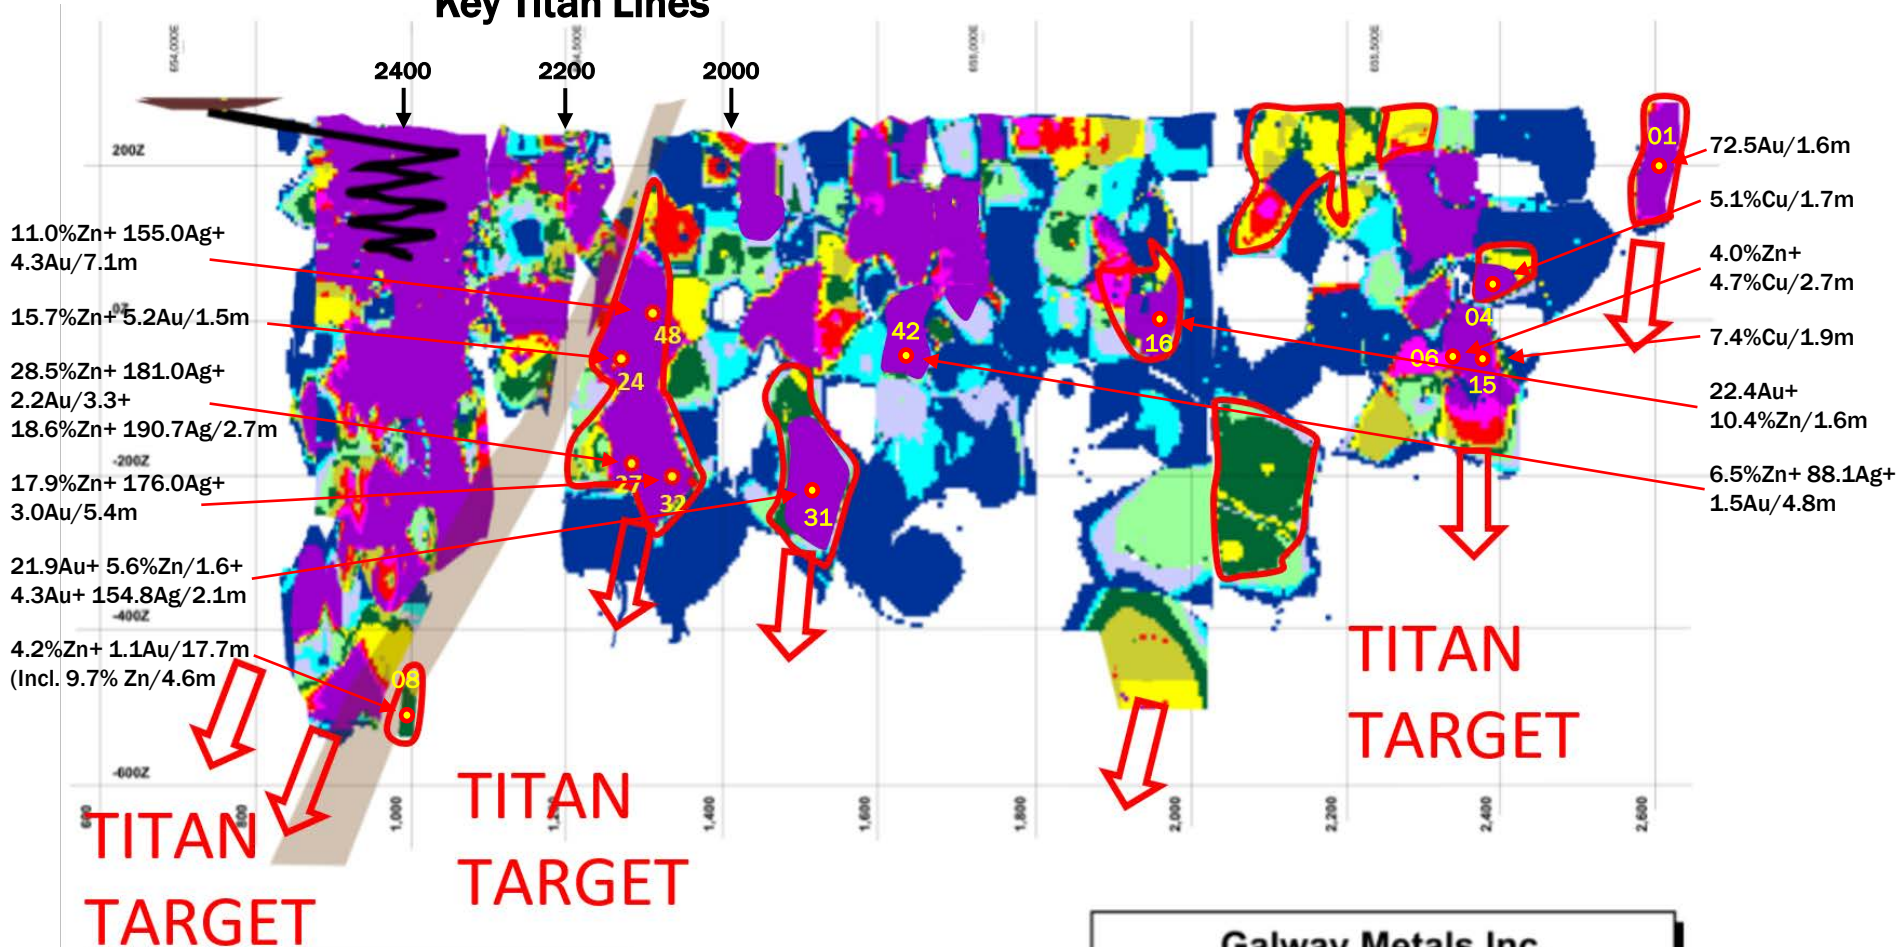 Key Titan Lines
654,000E
655,000E
655,500E
2400
2200
2000
200Z
0Z
-200Z
-400Z
-600Z
11.0%Zn+ 155.0Ag+
4.3Au/7.1m
15.7%Zn+ 5.2Au/1.5m
28.5%Zn+ 181.0Ag+
2.2Au/3.3+
18.6%Zn+ 190.7Ag/2.7m
17.9%Zn+ 176.0Ag+
3.0Au/5.4m
21.9Au+ 5.6%Zn/1.6+
4.3Au+ 154.8Ag/2.1m
4.2%Zn+ 1.1Au/17.7m
(Incl. 9.7% Zn/4.6m
48
24
27
32
31
08
42
16
01
04
06
15
72.5Au/1.6m
5.1%Cu/1.7m
4.0%Zn+
4.7%Cu/2.7m
7.4%Cu/1.9m
22.4Au+
10.4%Zn/1.6m
6.5%Zn+ 88.1Ag+
1.5Au/4.8m
800
1,000
1,400
1,600
1,800
2,000
2,200
2,400
2,600
TITAN
TARGET
TITAN
TARGET
TITAN
TARGET
Galway Metals Inc